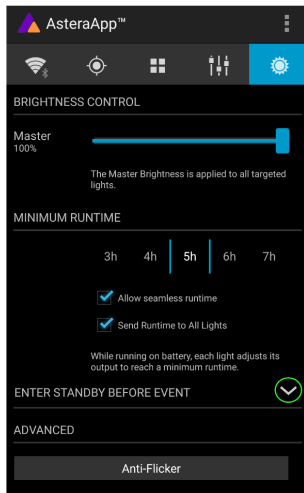 AsteraApp™
BRIGHTNESS CONTROL
Master
100%
The Master Brightness is applied to all targeted
lights.
MINIMUM RUNTIME
3h 4h 5h 6h 7h
Allow seamless runtime
Send Runtime to All Lights
While running on battery, each light adjusts its
output to reach a minimum runtime.
ENTER STANDBY BEFORE EVENT
ADVANCED
Anti-Flicker